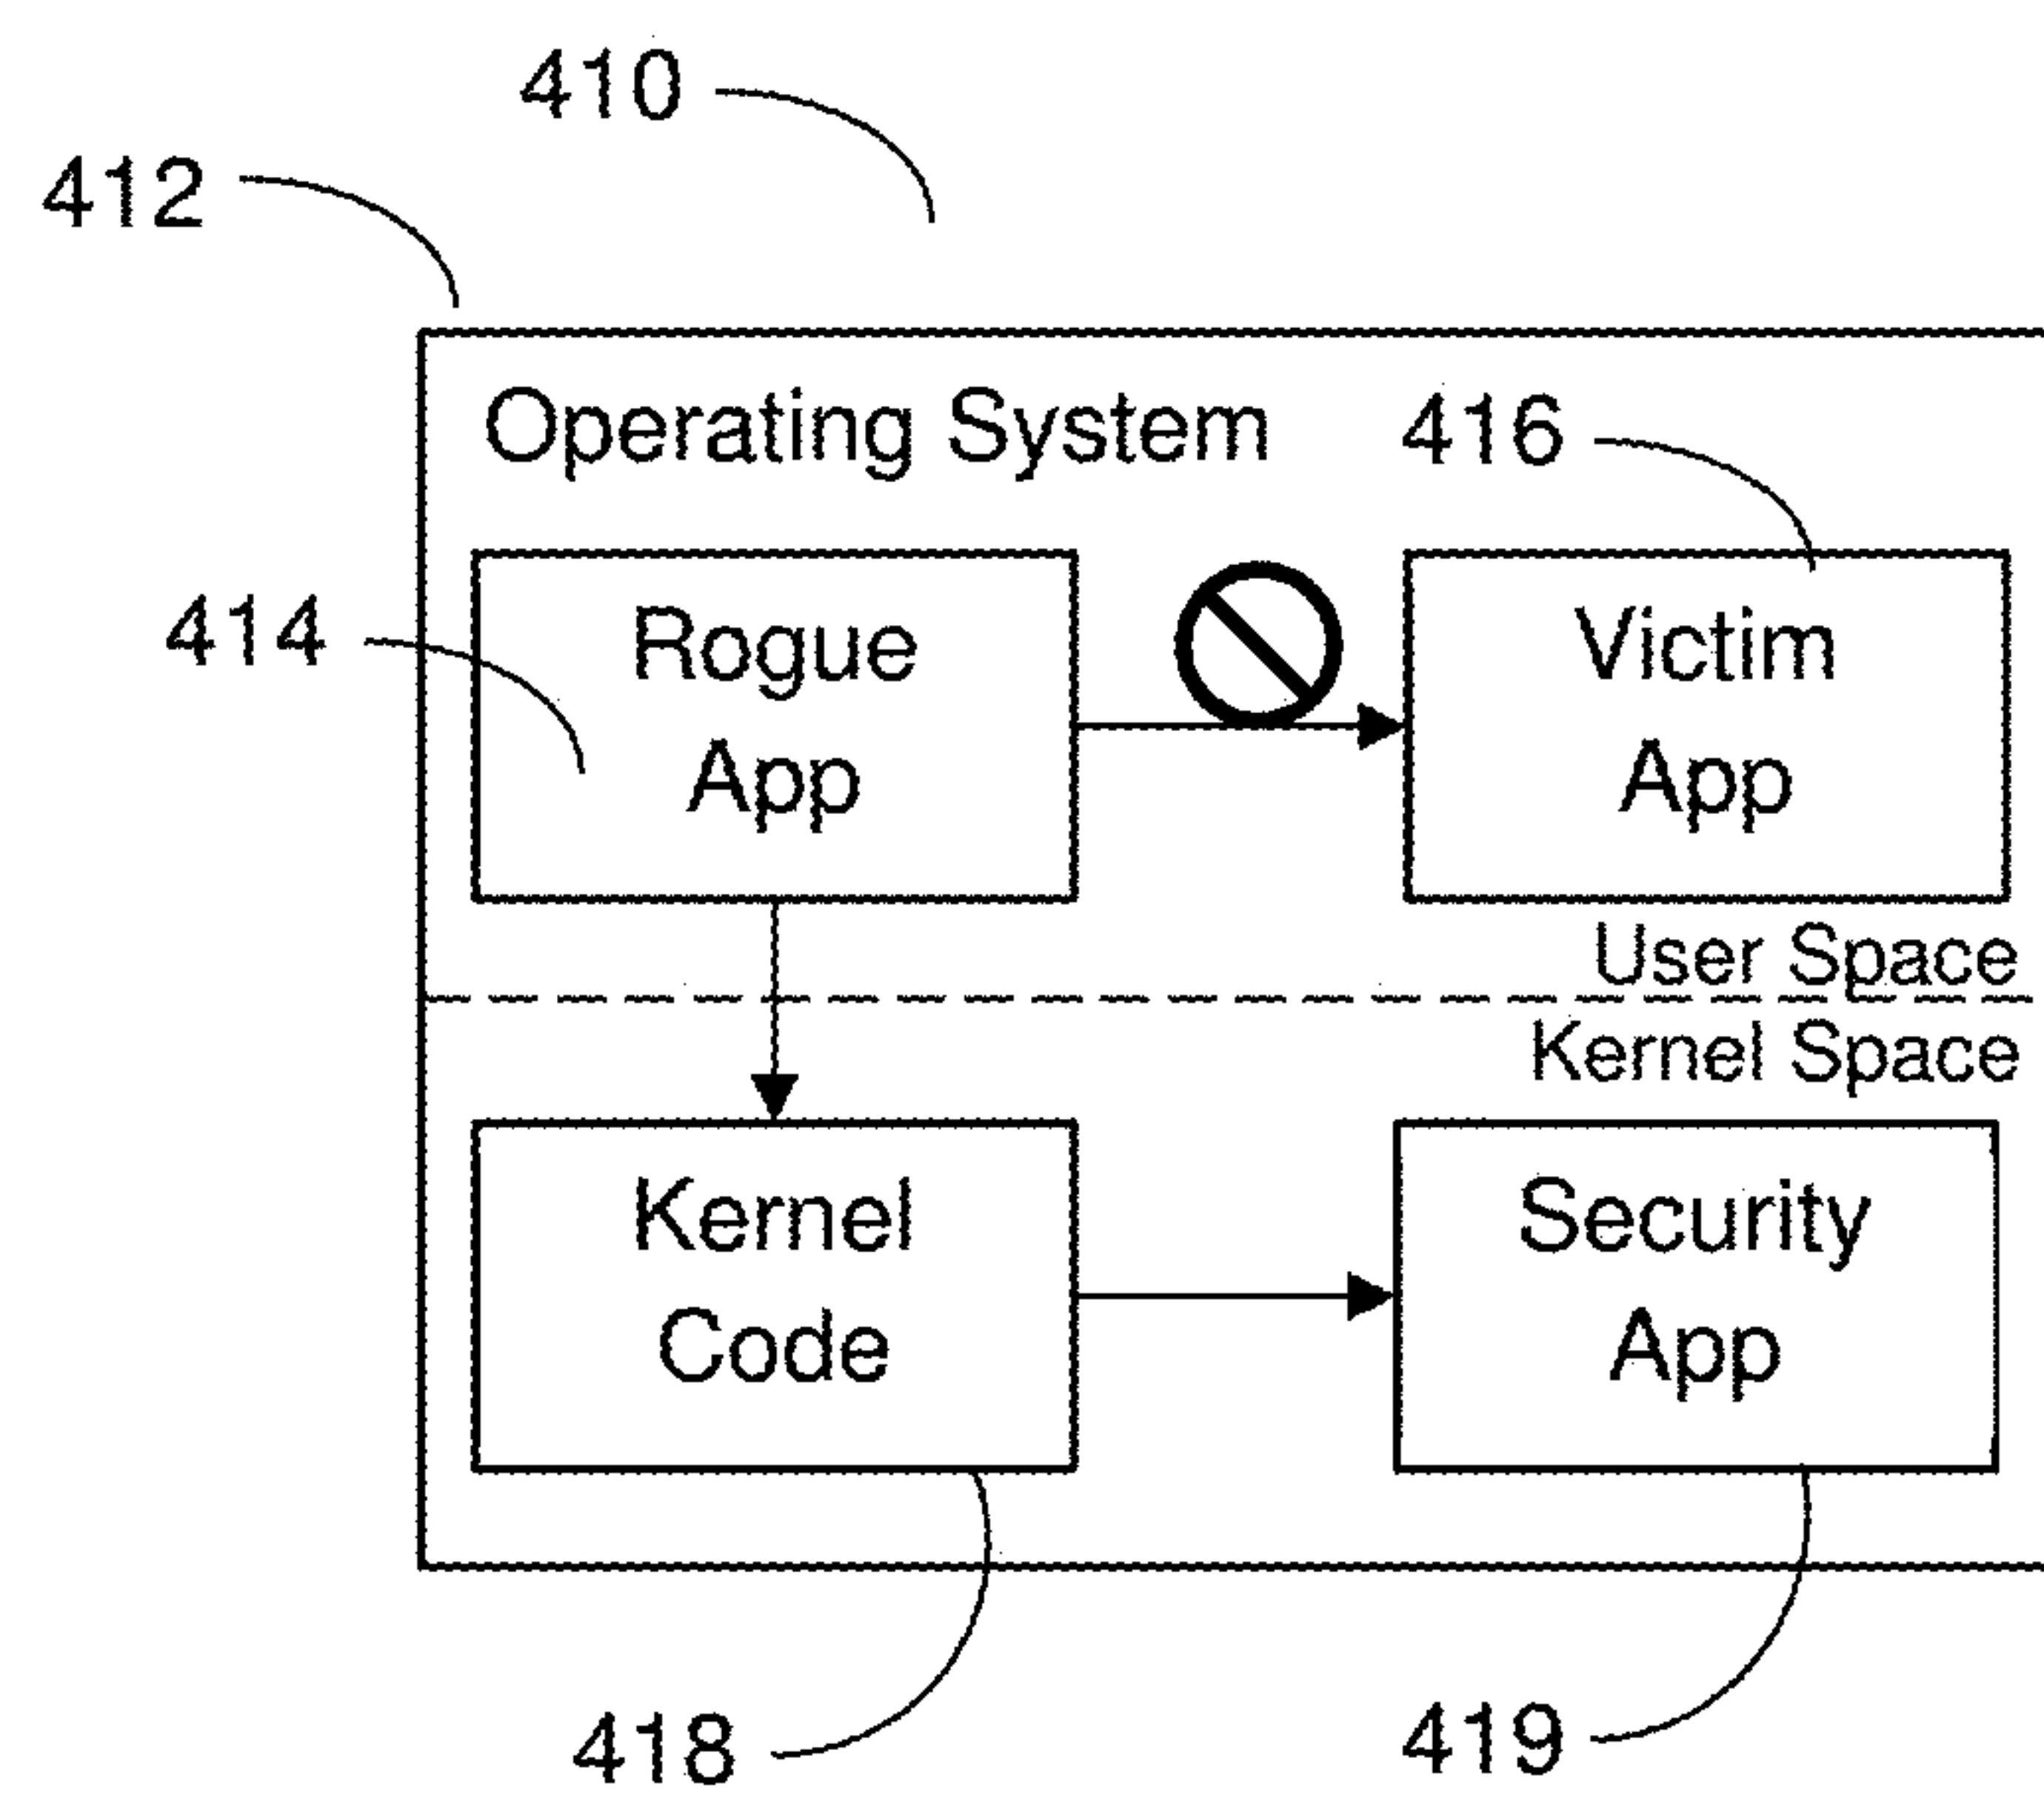 410
412
Operating System
416
414
Rogue
App
Victim
App
User Space
Kernel Space
Kernel
Code
Security
App
418
419